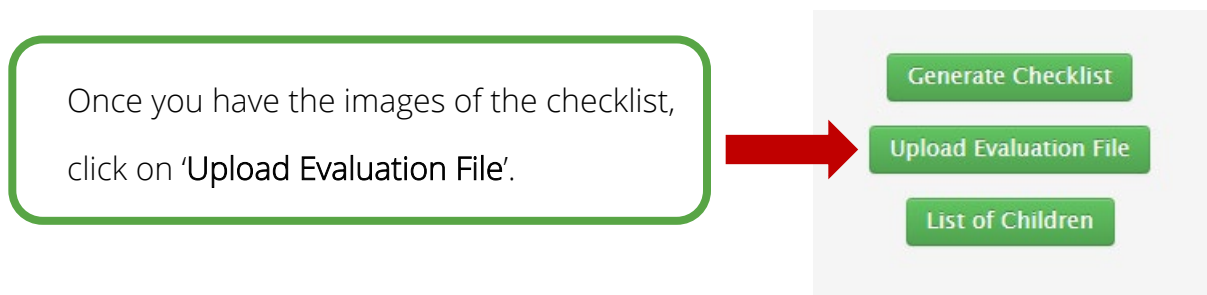 Once you have the images of the checklist,
click on ‘Upload Evaluation File’.
Generate Checklist
Upload Evaluation File
List of Children